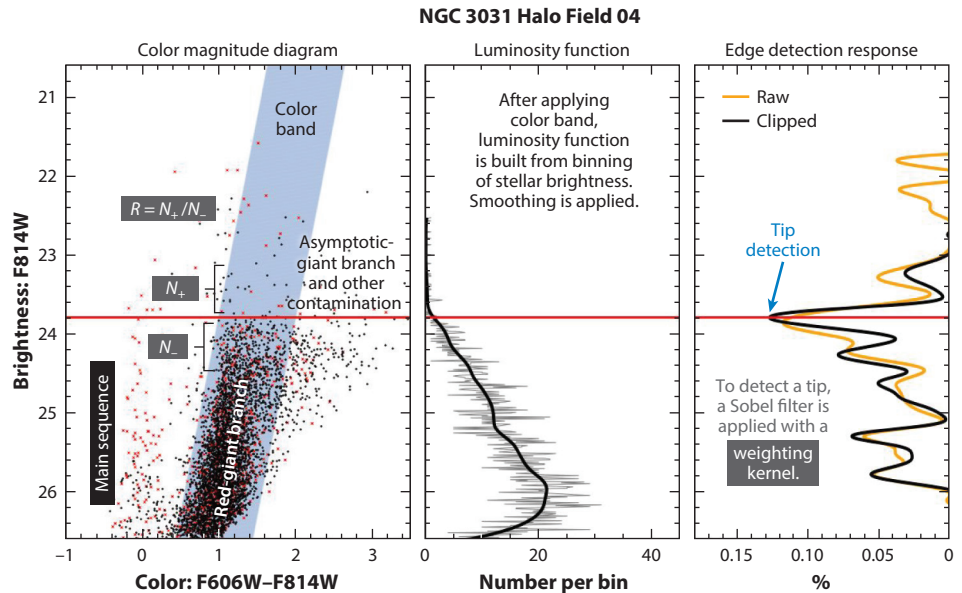 NGC 3031 Halo Field 04
Color magnitude diagram
Brightness: F814W
21
22
23
24
25
26
Color
band
R = N+/N−
Asymptotic-
giant branch
and other
contamination
N+
N−
Main sequence
Red-giant branch
−1
0
1
2
3
Color: F606W–F814W
Luminosity function
After applying
color band,
luminosity function
is built from binning
of stellar brightness.
Smoothing is applied.
0
20
40
Number per bin
Edge detection response
Raw
Clipped
Tip
detection
To detect a tip,
a Sobel filter is
applied with a
weighting
kernel.
0.15
0.10
0.05
0
%